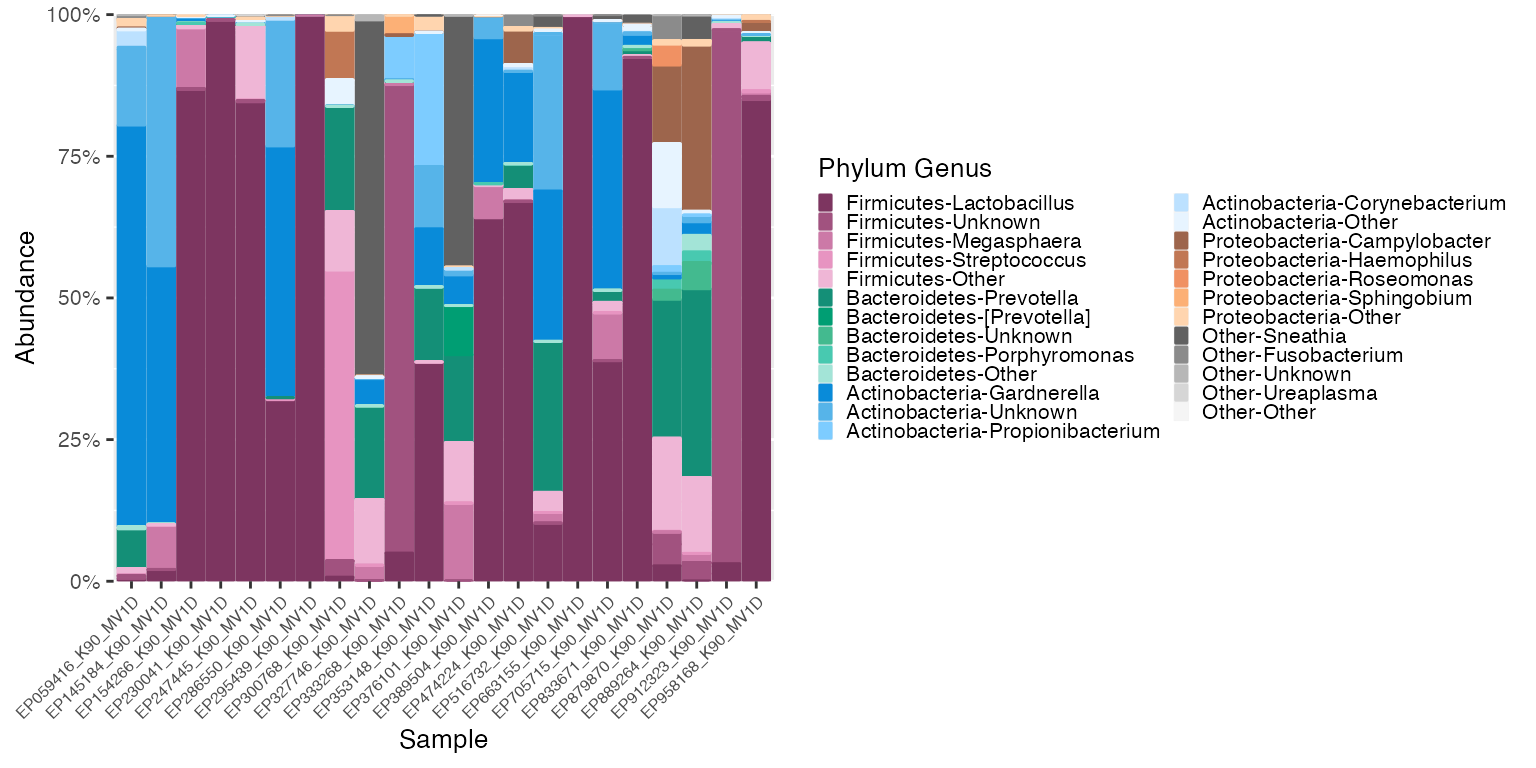 100%
75%
50%
25%
0%
Abundance
EP059416_K90_MV1D
EP145184_K90_MV1D
EP154266_K90_MV1D
EP230041_K90_MV1D
EP247445_K90_MV1D
EP286550_K90_MV1D
EP295439_K90_MV1D
EP300768_K90_MV1D
EP327746_K90_MV1D
EP333268_K90_MV1D
EP353148_K90_MV1D
EP376101_K90_MV1D
EP389504_K90_MV1D
EP474224_K90_MV1D
EP516732_K90_MV1D
EP663155_K90_MV1D
EP705715_K90_MV1D
EP833671_K90_MV1D
EP879870_K90_MV1D
EP889264_K90_MV1D
EP912323_K90_MV1D
EP958168_K90_MV1D
Sample
Phylum Genus
Firmicutes-Lactobacillus
Firmicutes-Unknown
Firmicutes-Megasphaera
Firmicutes-Streptococcus
Firmicutes-Other
Bacteroidetes-Prevotella
Bacteroidetes-[Prevotella]
Bacteroidetes-Unknown
Bacteroidetes-Porphyromonas
Bacteroidetes-Other
Actinobacteria-Gardnerella
Actinobacteria-Unknown
Actinobacteria-Propionibacterium
Actinobacteria-Corynebacterium
Actinobacteria-Other
Proteobacteria-Campylobacter
Proteobacteria-Haemophilus
Proteobacteria-Roseomonas
Proteobacteria-Sphingobium
Proteobacteria-Other
Other-Sneathia
Other-Fusobacterium
Other-Unknown
Other-Ureaplasma
Other-Other